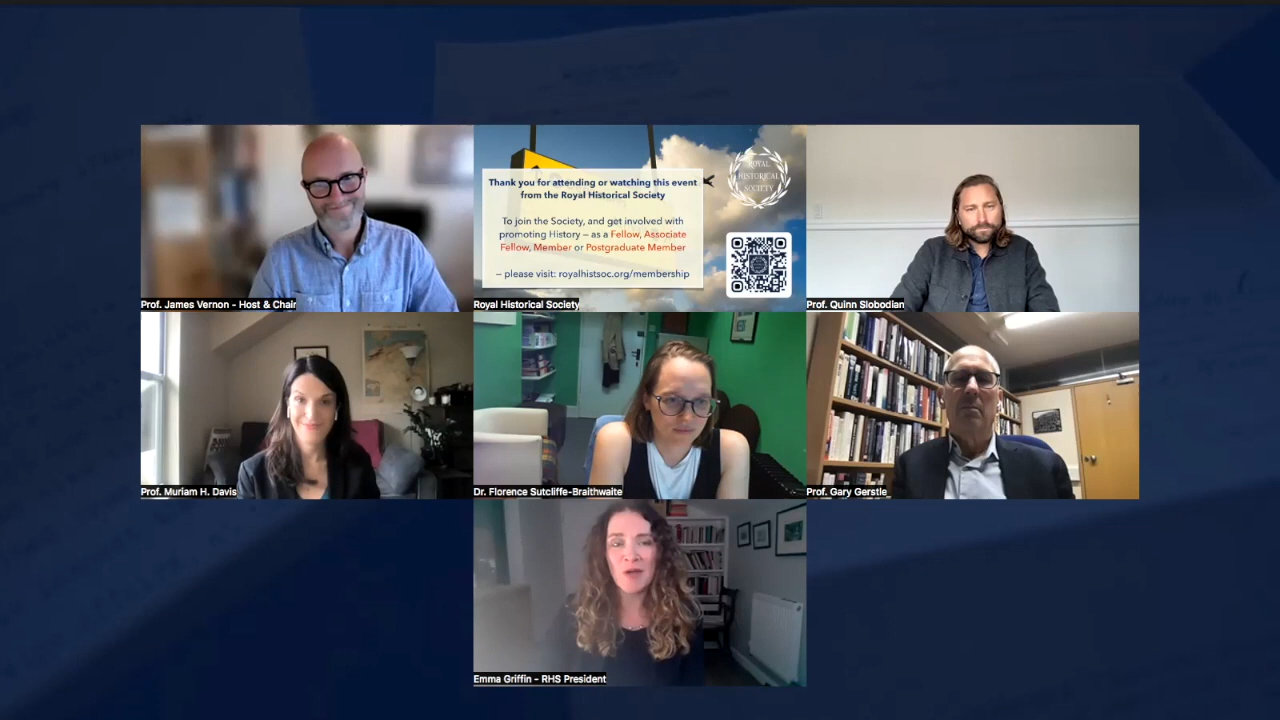 Thank you for attending or watching this event
from the Royal Historical Society
To join the Society, and get involved with
promoting History – as a Fellow, Associate
Fellow, Member or Postgraduate Member
– please visit: royalhistsoc.org/membership
ROYAL
HISTORICAL
SOCIETY
Prof. James Vernon - Host & Chair
Royal Historical Society
Prof. Quinn Slobodian
Prof. Muriam H. Davis
Dr. Florence Sutcliffe-Braithwaite
Prof. Gary Gerstle
Emma Griffin - RHS President